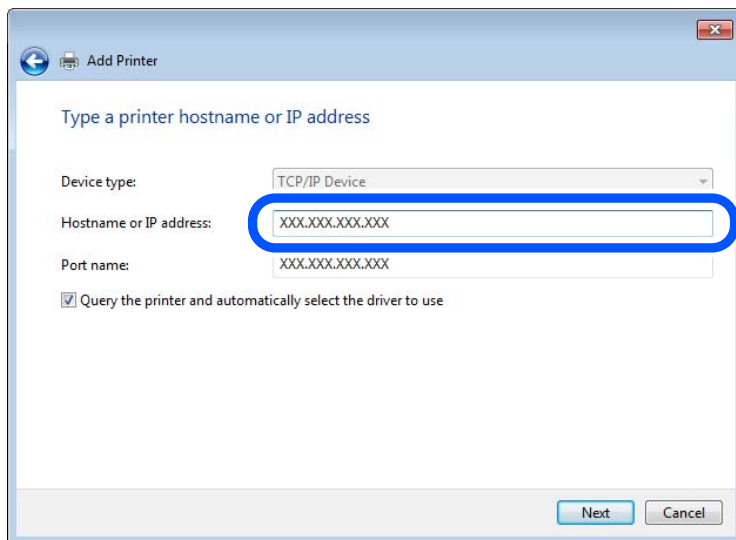 Add Printer
Type a printer hostname or IP address
Device type: TCP/IP Device
Hostname or IP address: XXX.XXX.XXX.XXX
Port name: XXX.XXX.XXX.XXX
Query the printer and automatically select the driver to use
Next Cancel